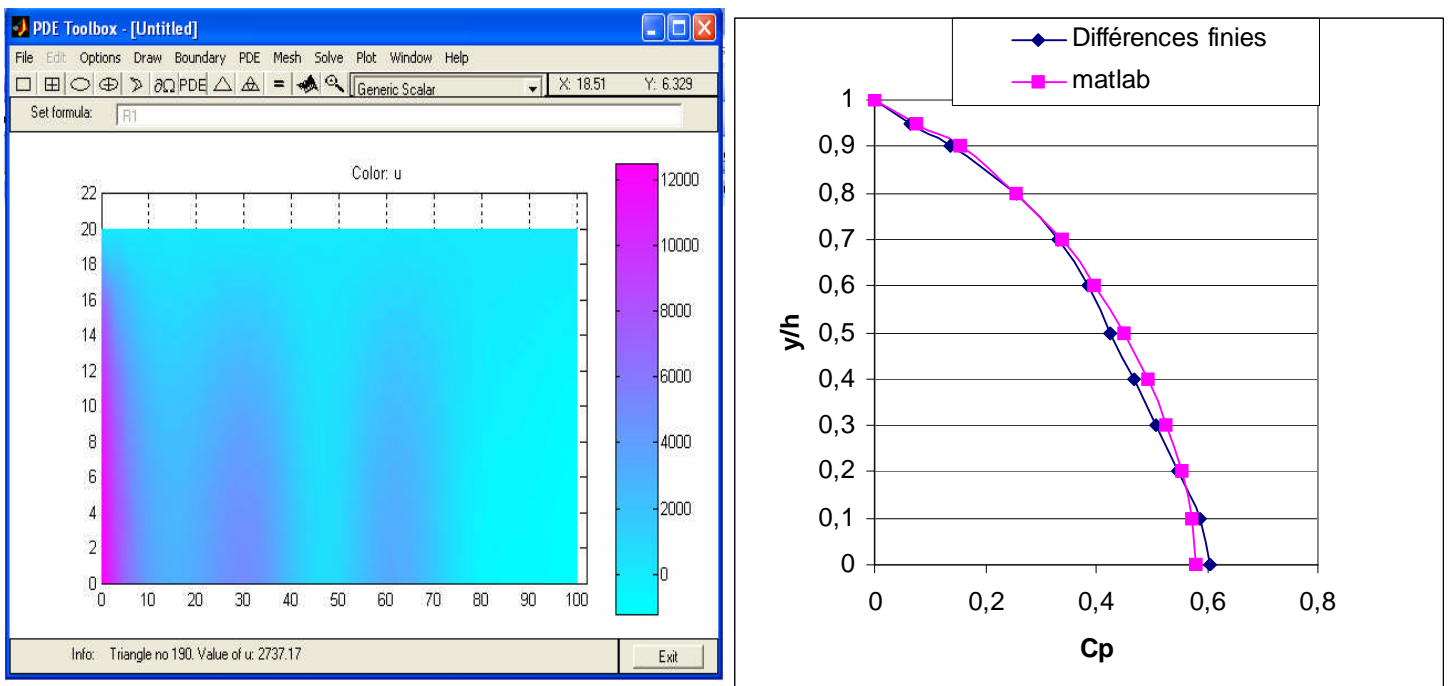 PDE Toolbox - [Untitled]
File Edit Options Draw Boundary PDE Mesh Solve Plot Window Help
∂Ω PDE = Generic Scalar X: 18.51 Y: 6.329
Set formula: R1
Color: u
22
20
18
16
14
12
10
8
6
4
2
0
0 10 20 30 40 50 60 70 80 90 100
12000
10000
8000
6000
4000
2000
0
Info: Triangle no 190. Value of u: 2737.17 Exit
Différences finies
matlab
1
0,9
0,8
0,7
0,6
0,5
0,4
0,3
0,2
0,1
0
y/h
0 0,2 0,4 0,6 0,8
Cp